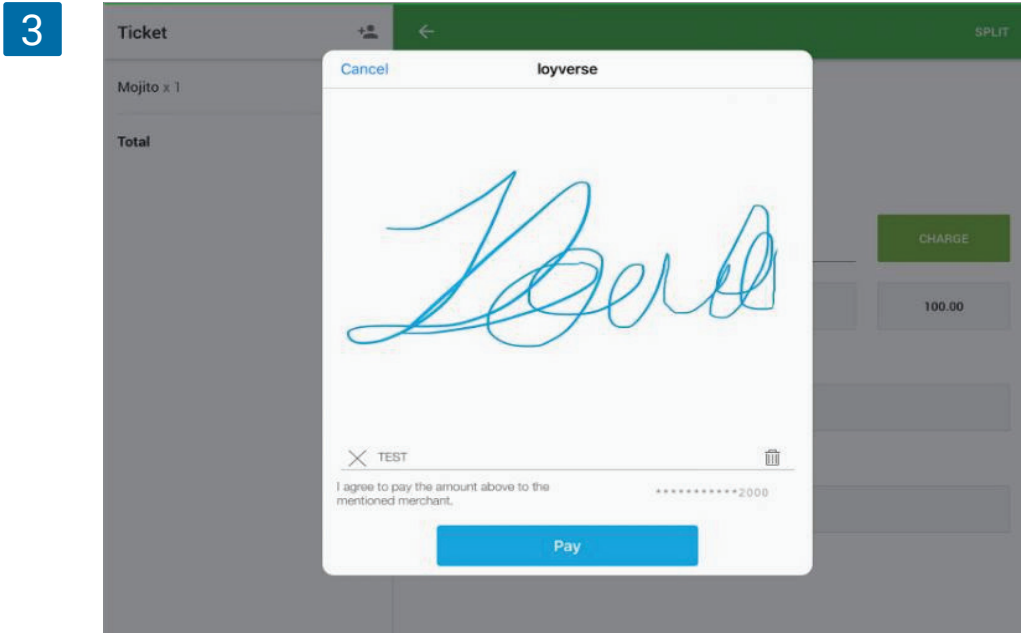 3
Ticket
SPLIT
Cancel
loyverse
Mojito x 1
Total
CHARGE
100.00
TEST
I agree to pay the amount above to the
mentioned merchant.
***********2000
Pay